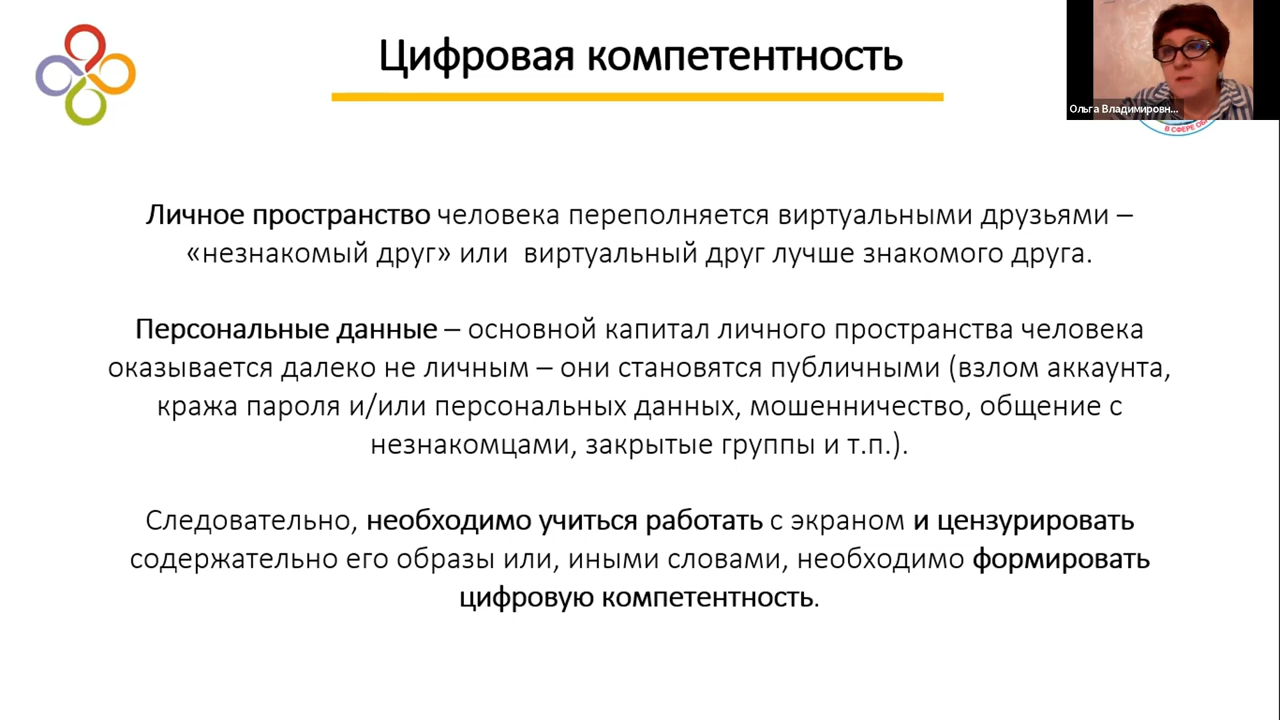 Цифровая компетентность
Ольга Владимировн...
В СФЕРЕ
Личное пространство человека переполняется виртуальными друзьями –
«незнакомый друг» или виртуальный друг лучше знакомого друга.
Персональные данные – основной капитал личного пространства человека
оказывается далеко не личным – они становятся публичными (взлом аккаунта,
кража пароля и/или персональных данных, мошенничество, общение с
незнакомцами, закрытые группы и т.п.).
Следовательно, необходимо учиться работать с экраном и цензурировать
содержательно его образы или, иными словами, необходимо формировать
цифровую компетентность.